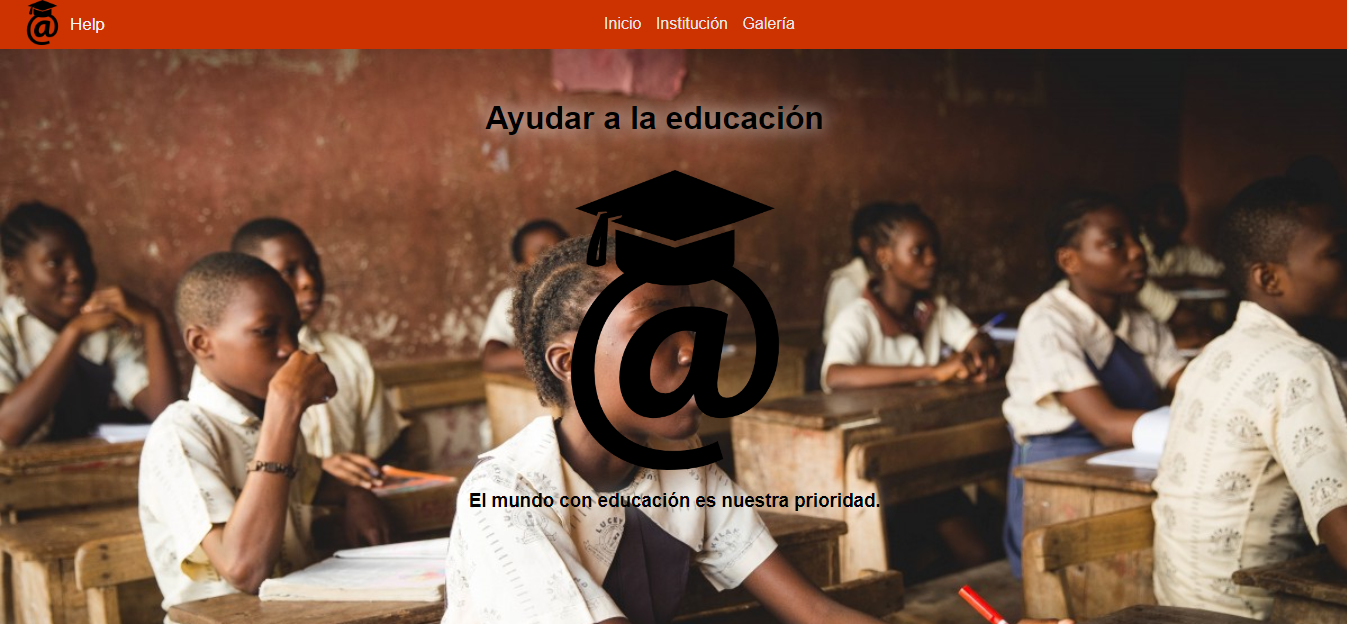 Help
Inicio Institución Galería
Ayudar a la educación
@
El mundo con educación es nuestra prioridad.